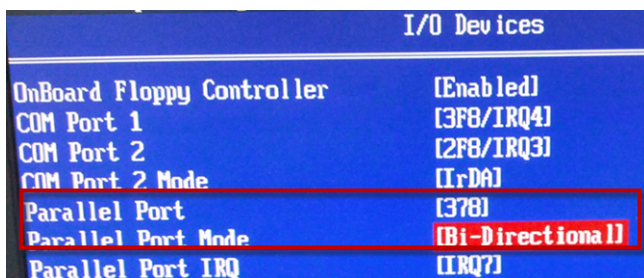 I/O Devices
OnBoard Floppy Controller [Enabled]
COM Port 1 [3F8/IRQ4]
COM Port 2 [2F8/IRQ3]
COM Port 2 Mode [IrDA]
Parallel Port [378]
Parallel Port Mode [Bi-Directional]
Parallel Port IRQ [IRQ7]